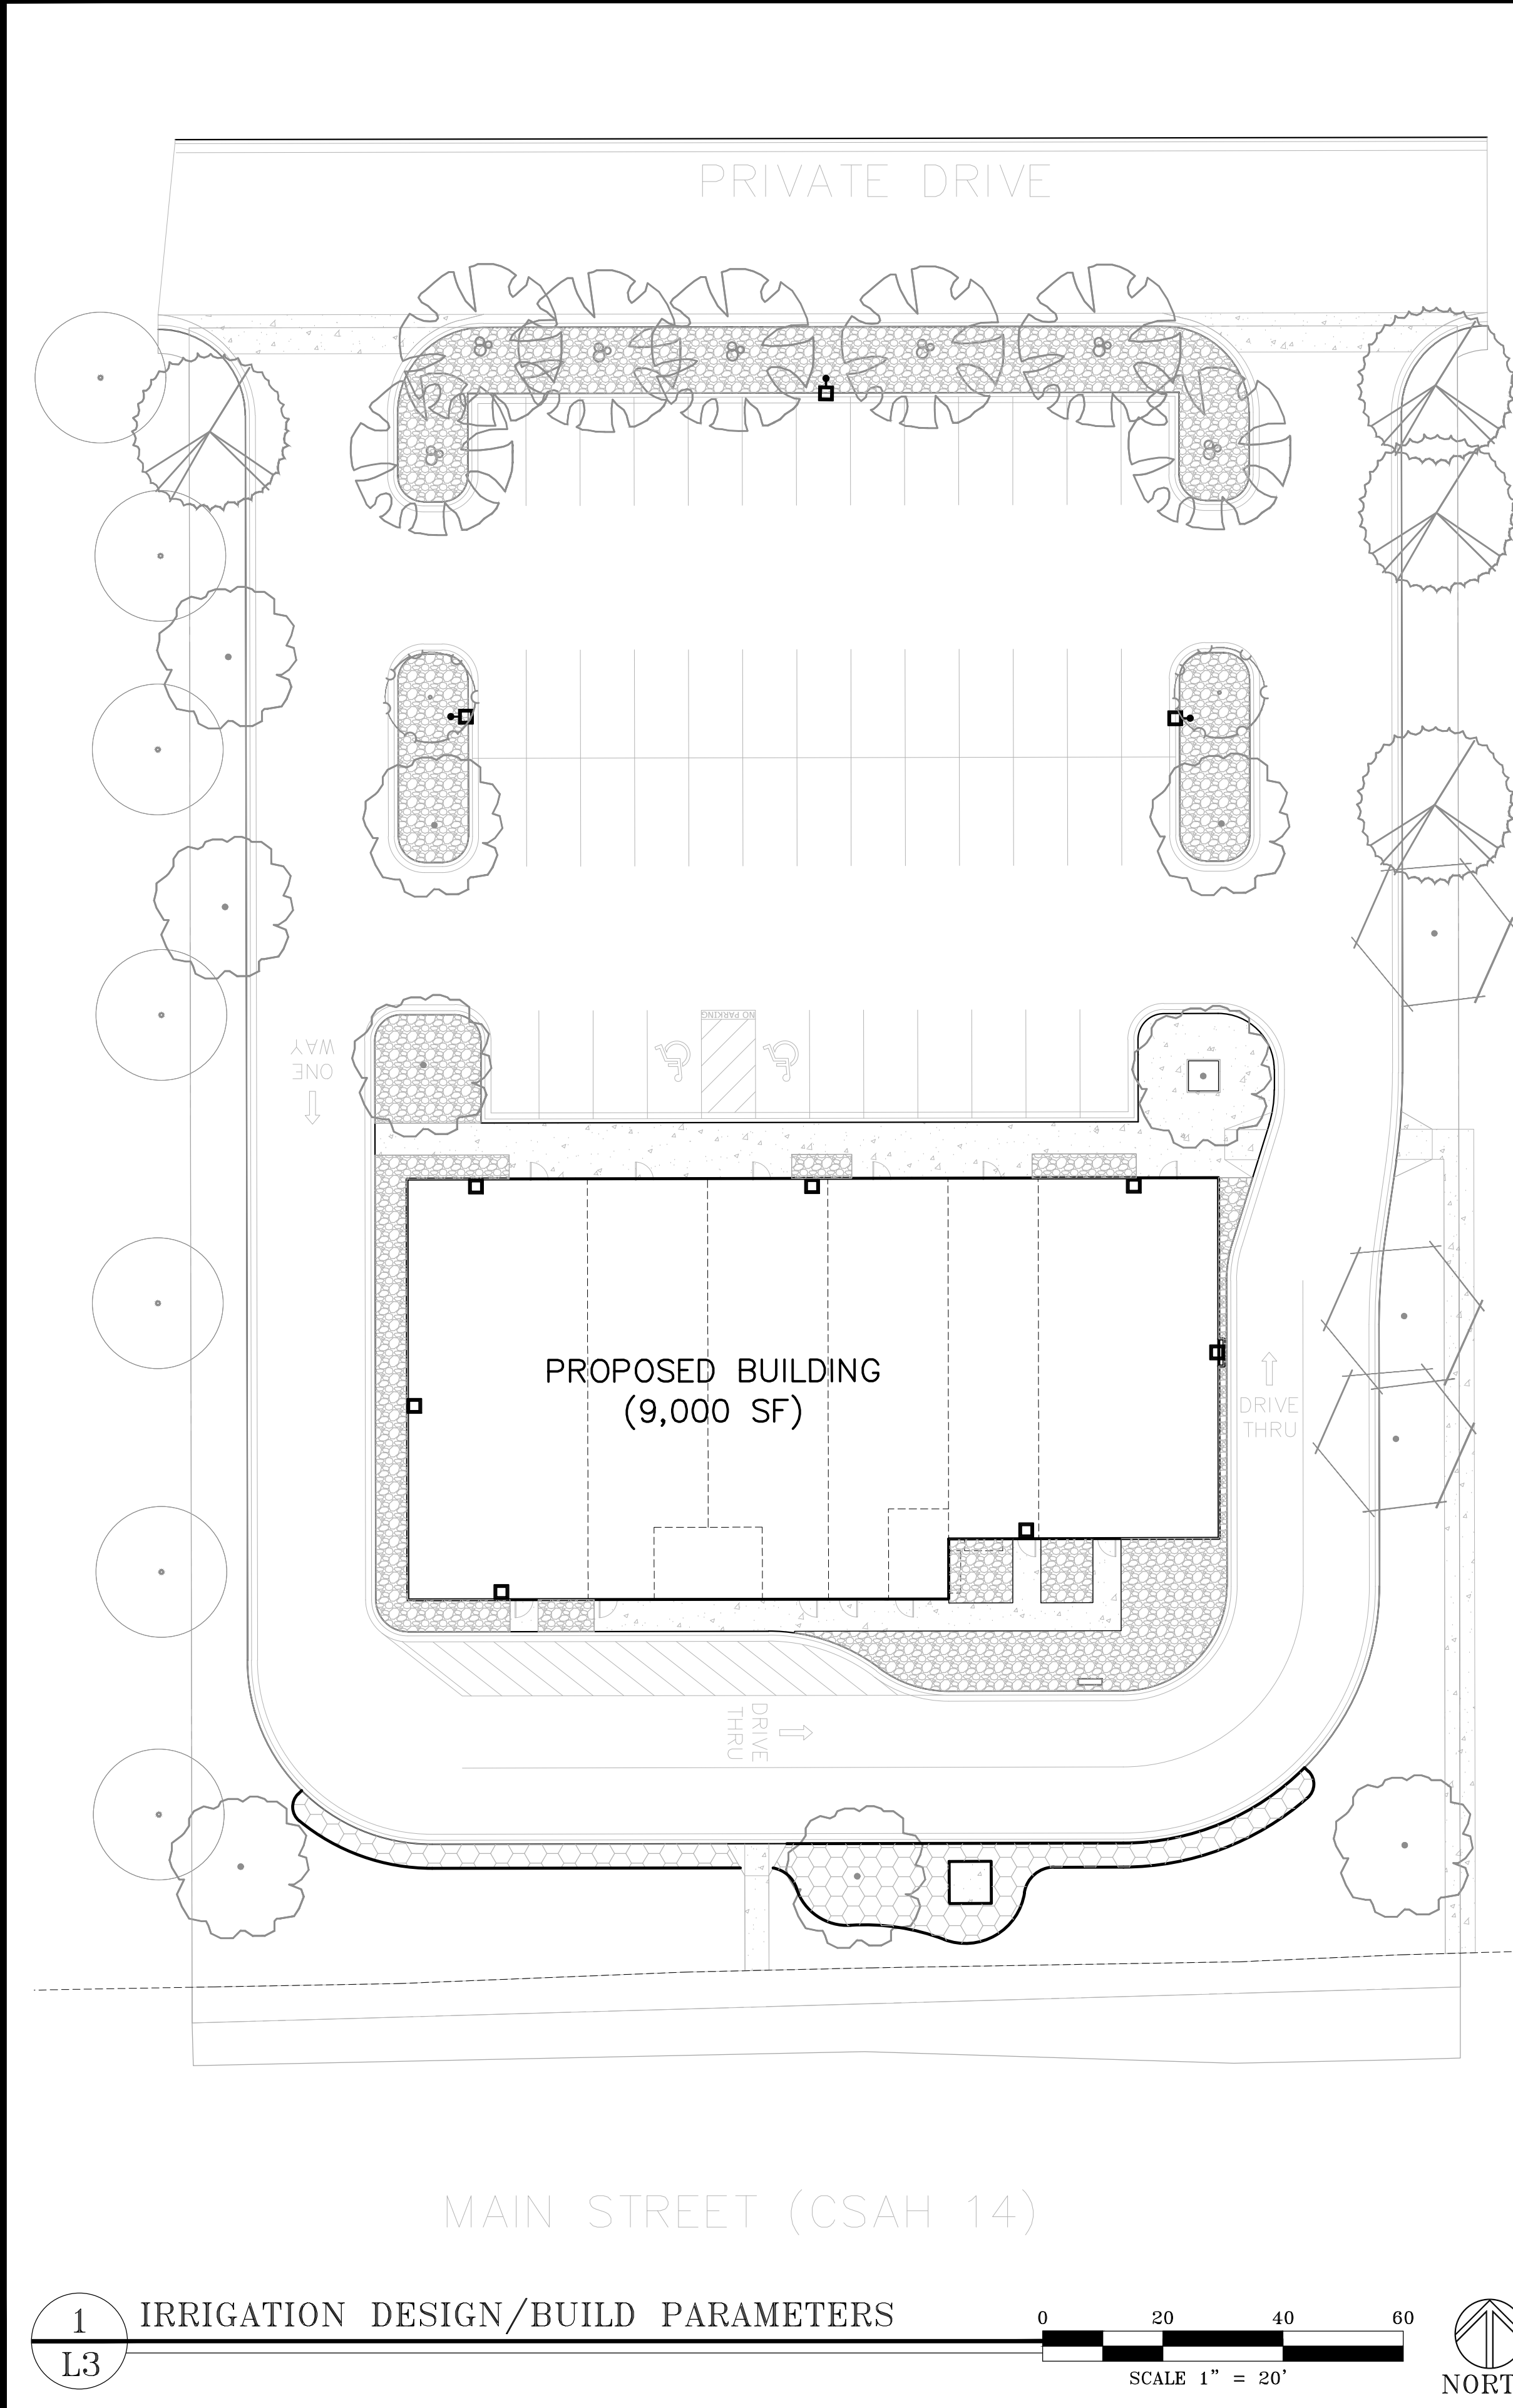 PRIVATE DRIVE
NO PARKING
ONE
WAY
PROPOSED BUILDING
(9,000 SF)
DRIVE
THRU
DRIVE
THRU
MAIN STREET (CSAH 14)
1
L3
IRRIGATION DESIGN/BUILD PARAMETERS
0 20 40 60
SCALE 1" = 20'
NORT